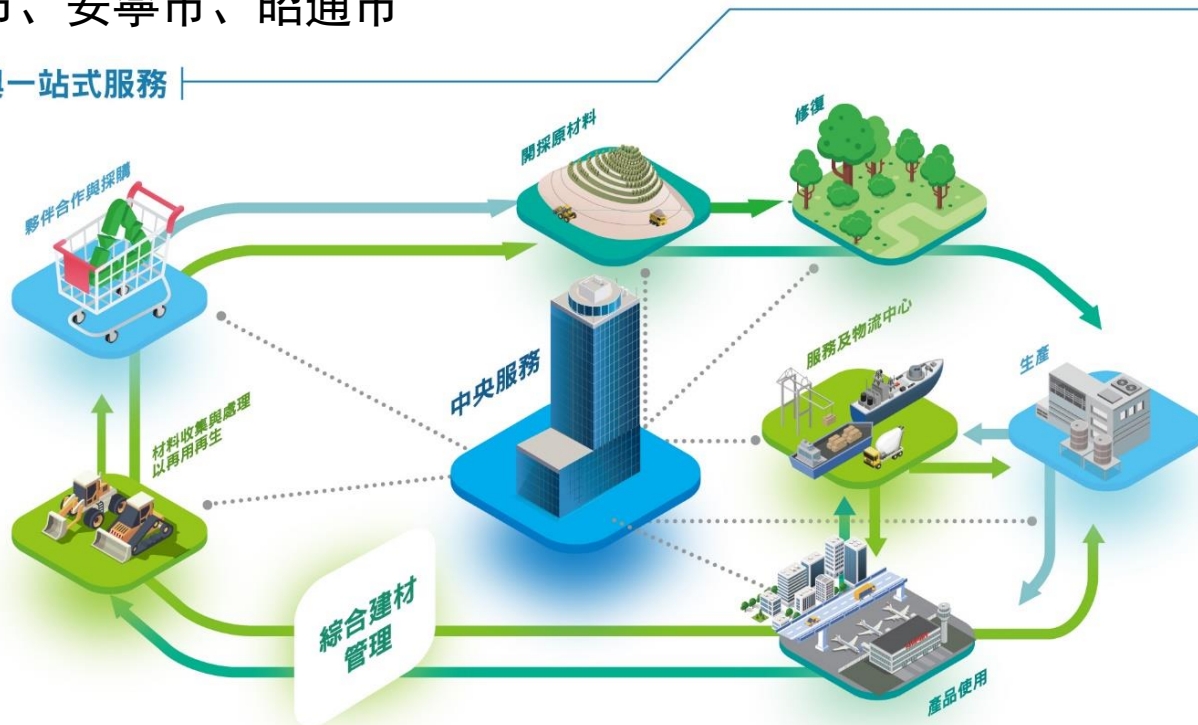 市、安寧市、昭通市
一站式服務
開採原材料
修復
夥伴合作與採購
服務及物流中心
生產
中央服務
材料收集與處理
以再用再生
綜合建材
管理
產品使用